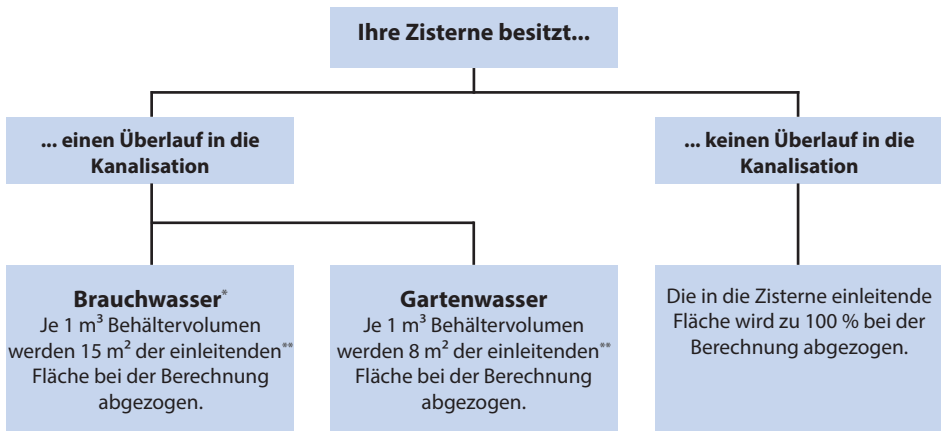 Ihre Zisterne besitzt...
... einen Überlauf in die
Kanalisation
... keinen Überlauf in die
Kanalisation
Brauchwasser*
Je 1 m³ Behältervolumen
werden 15 m² der einleitenden**
Fläche bei der Berechnung
abgezogen.
Gartenwasser
Je 1 m³ Behältervolumen
werden 8 m² der einleitenden**
Fläche bei der Berechnung
abgezogen.
Die in die Zisterne einleitende
Fläche wird zu 100 % bei der
Berechnung abgezogen.